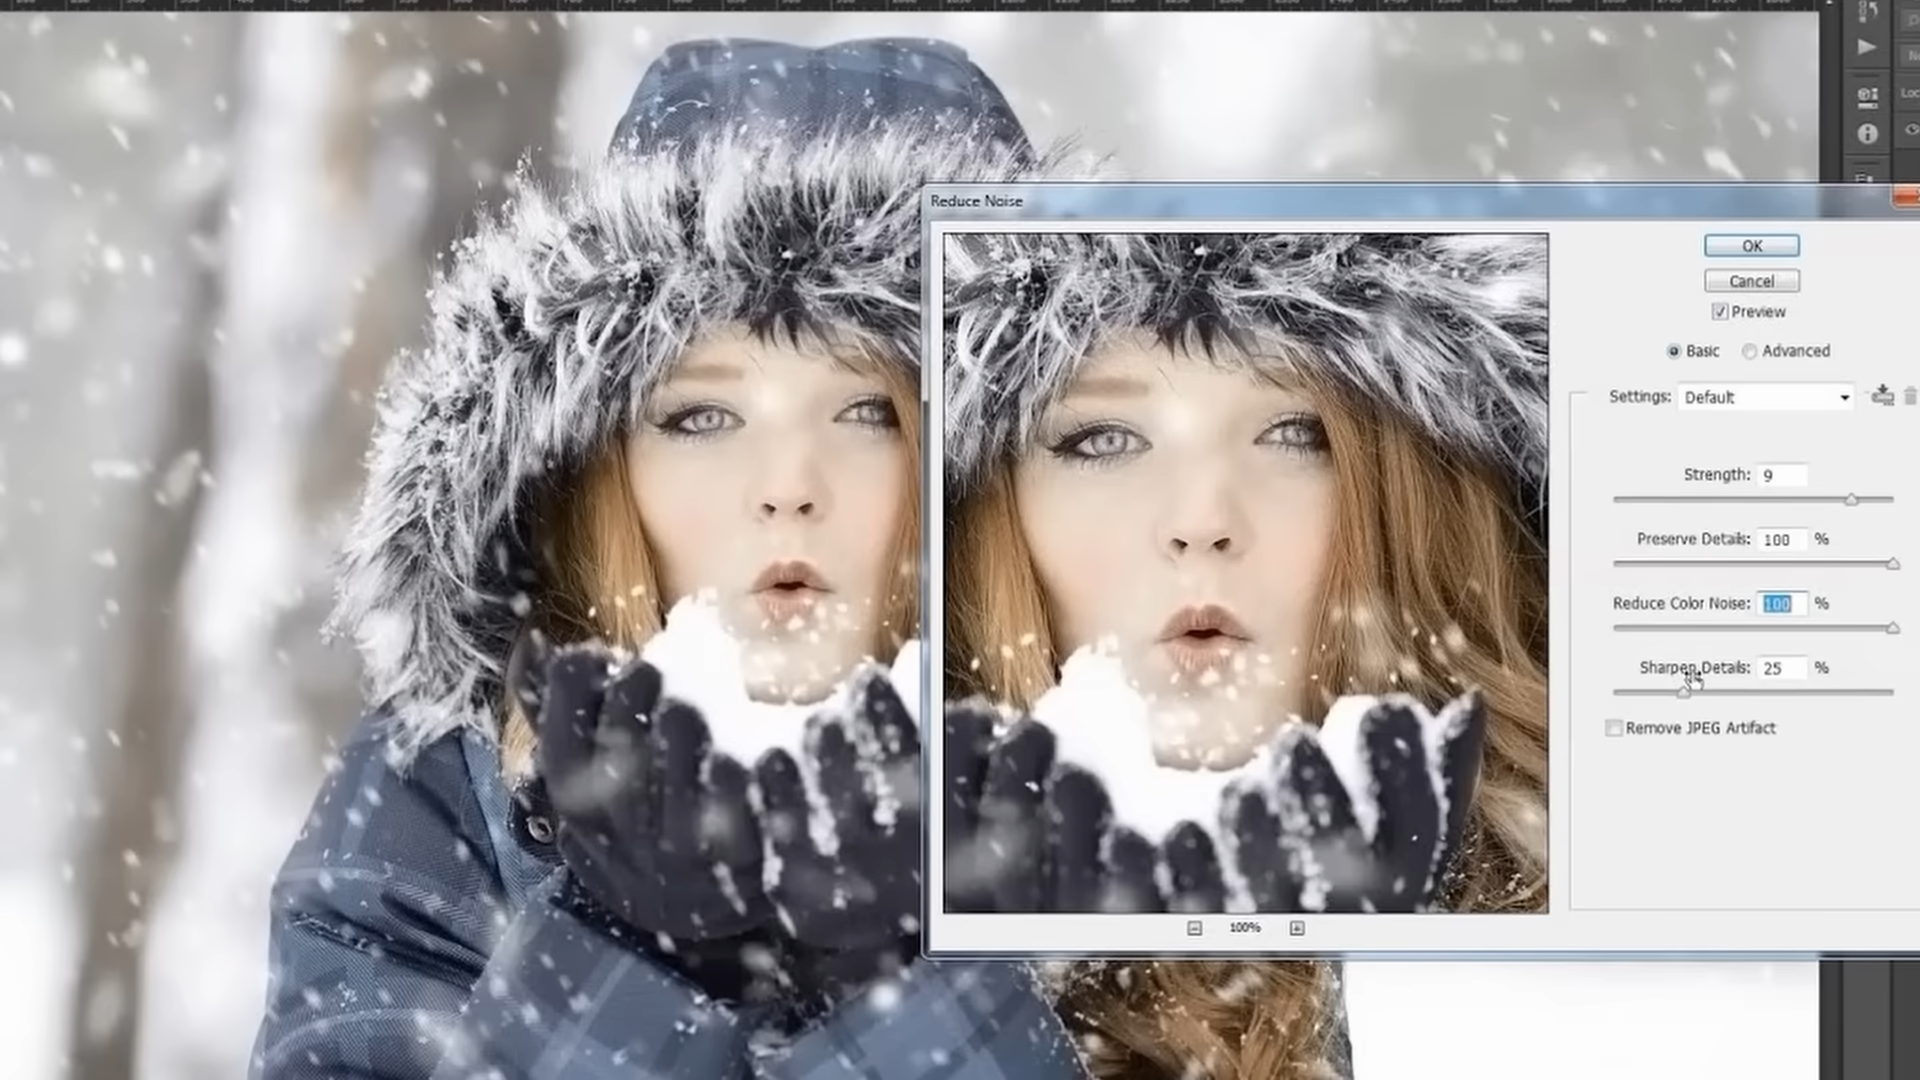 Reduce Noise
OK
Cancel
Preview
Basic Advanced
Settings: Default
Strength: 9
Preserve Details: 100 %
Reduce Color Noise: 100 %
Sharpen Details: 25 %
Remove JPEG Artifact
100%